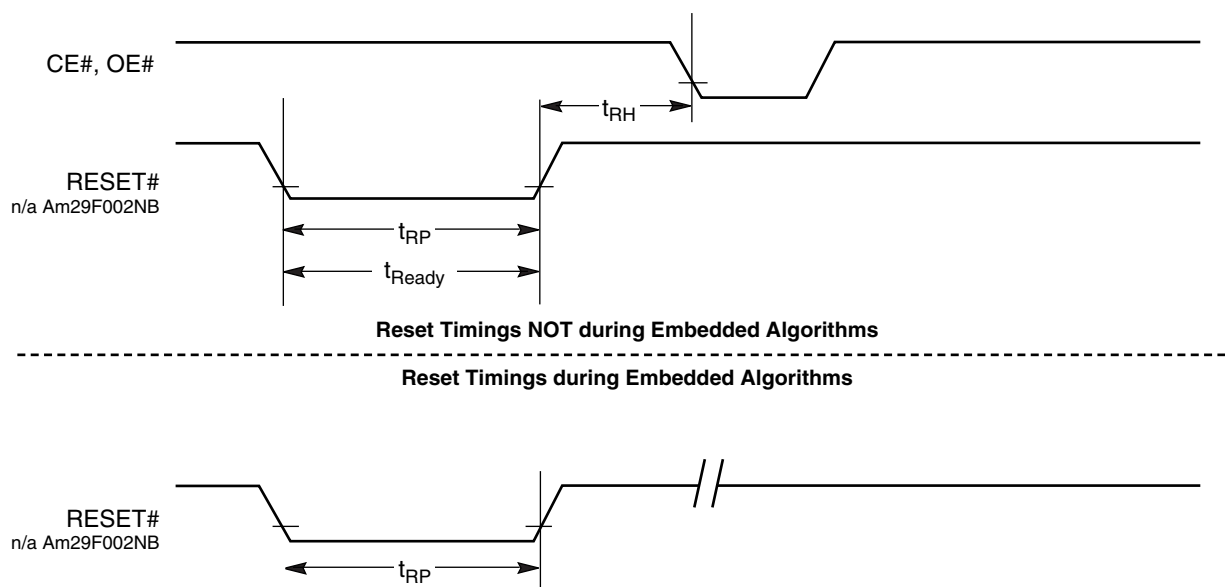 CE#, OE#
tRH
RESET#
n/a Am29F002NB
tRP
tReady
Reset Timings NOT during Embedded Algorithms
Reset Timings during Embedded Algorithms
RESET#
n/a Am29F002NB
tRP